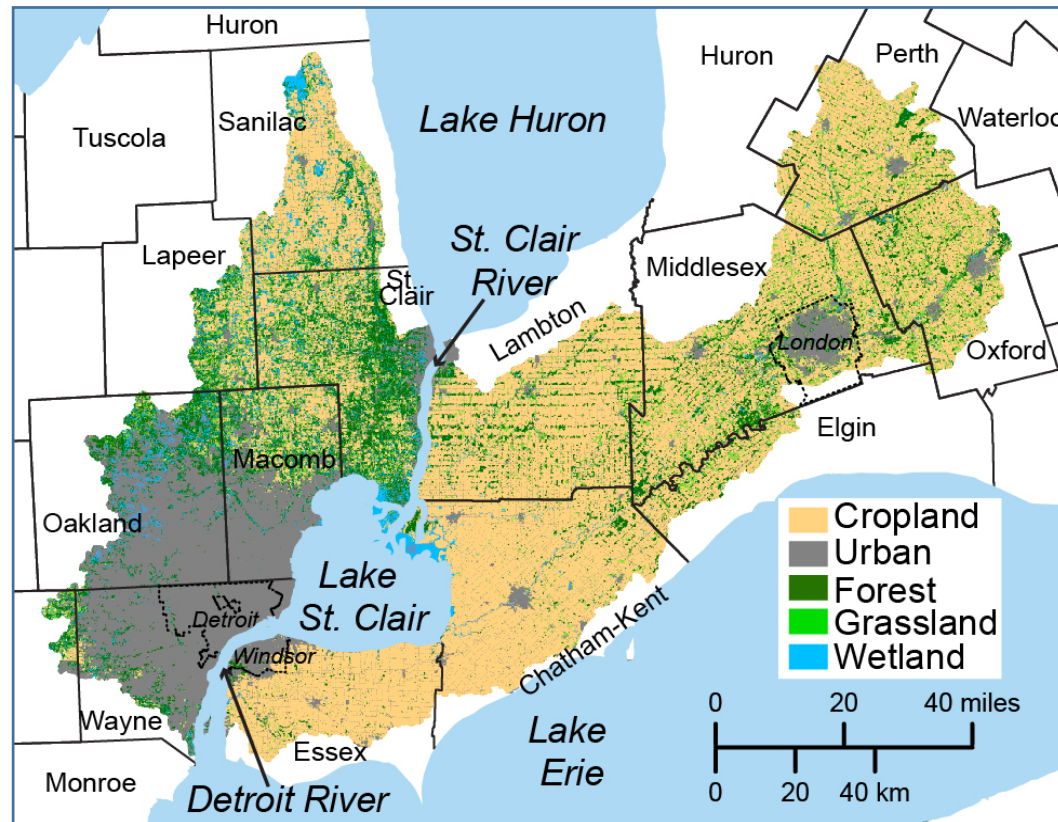 Huron
Tuscola
Sanilac
Lake Huron
Huron
Perth
Waterloo
Lapeer
St.
Clair
St. Clair
River
Middlesex
Lambton
London
Oxford
Elgin
Macomb
Oakland
Lake
St. Clair
Detroit
Windsor
Chatham-Kent
Wayne
Essex
Monroe
Detroit River
Lake
Erie
Cropland
Urban
Forest
Grassland
Wetland
0 20 40 miles
0 20 40 km